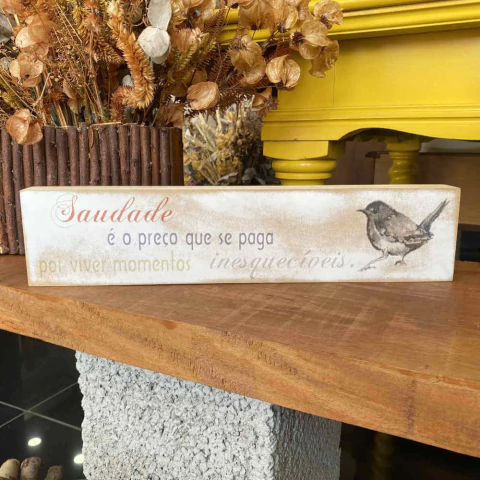 Saudade
é o preço que se paga
por viver momentos inesquecíveis.